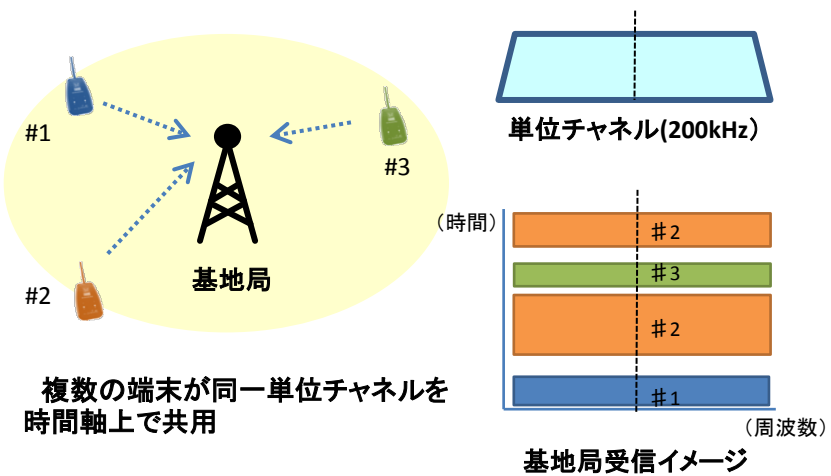 #1
#2
#3
基地局
複数の端末が同一単位チャネルを
時間軸上で共用
単位チャネル(200kHz)
(時間)
♯2
♯3
♯2
♯1
(周波数)
基地局受信イメージ